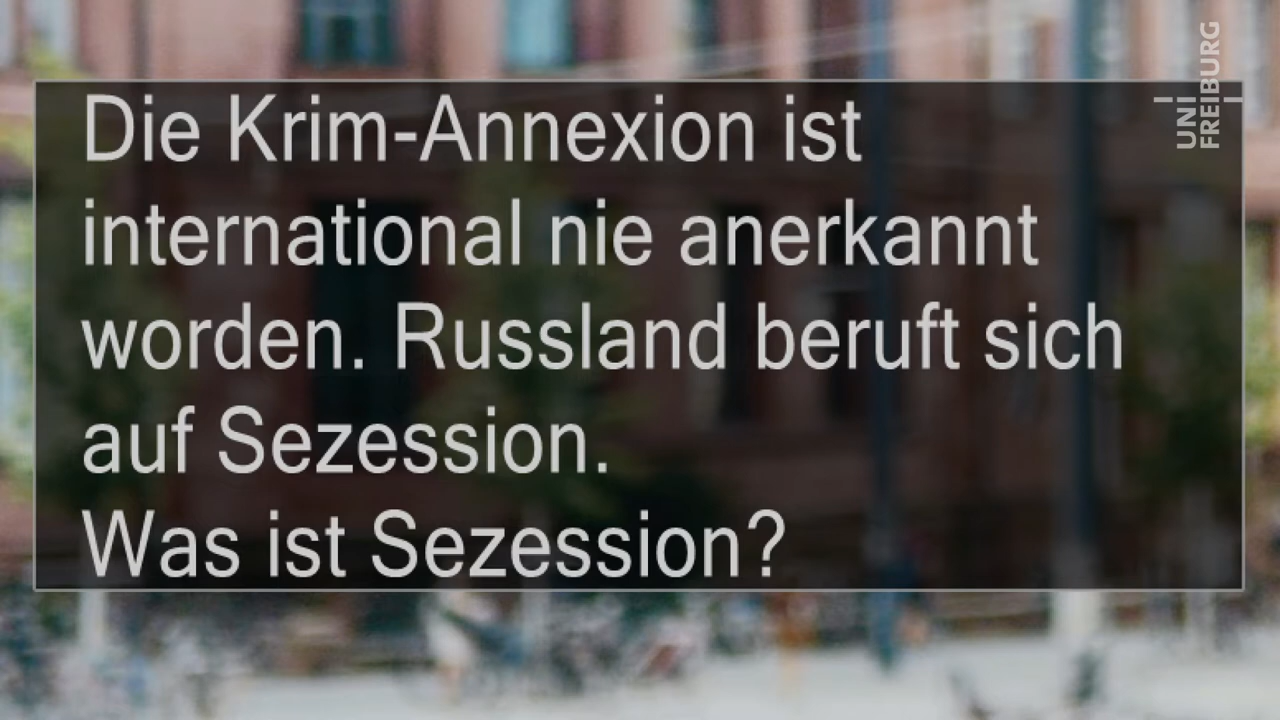 Die Krim-Annexion ist
international nie anerkannt
worden. Russland beruft sich
auf Sezession.
Was ist Sezession?
UNI
FREIBURG